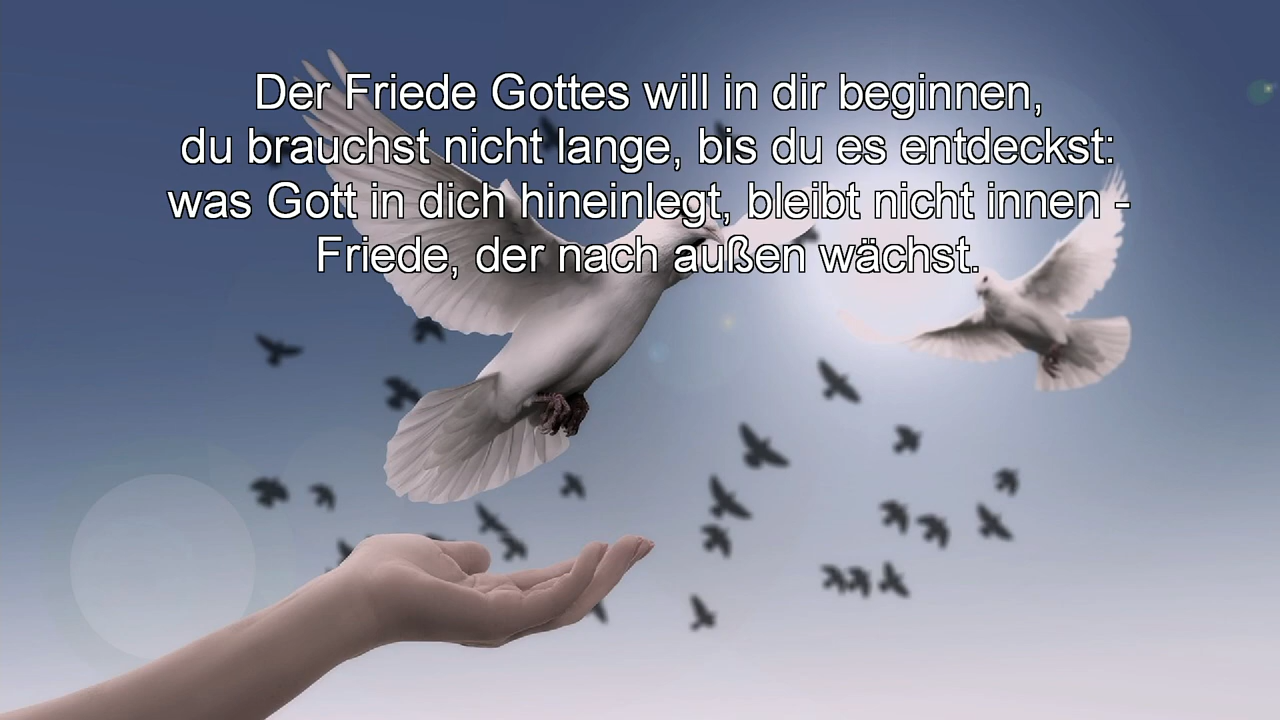 Der Friede Gottes will in dir beginnen,
du brauchst nicht lange, bis du es entdeckst:
was Gott in dich hineinlegt, bleibt nicht innen -
Friede, der nach außen wächst.